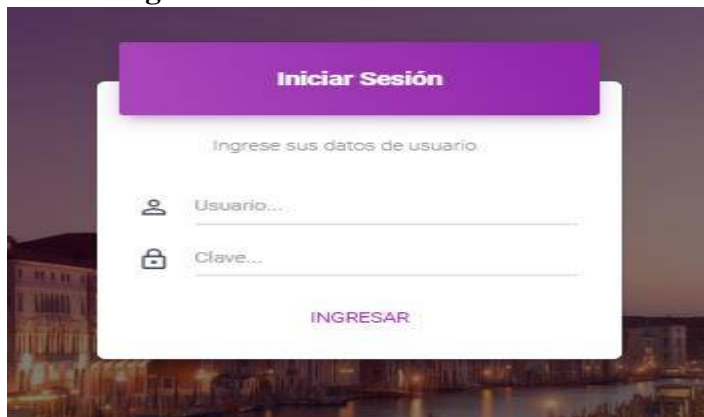 Iniciar Sesión
Ingrese sus datos de usuario
Usuario...
Clave...
INGRESAR